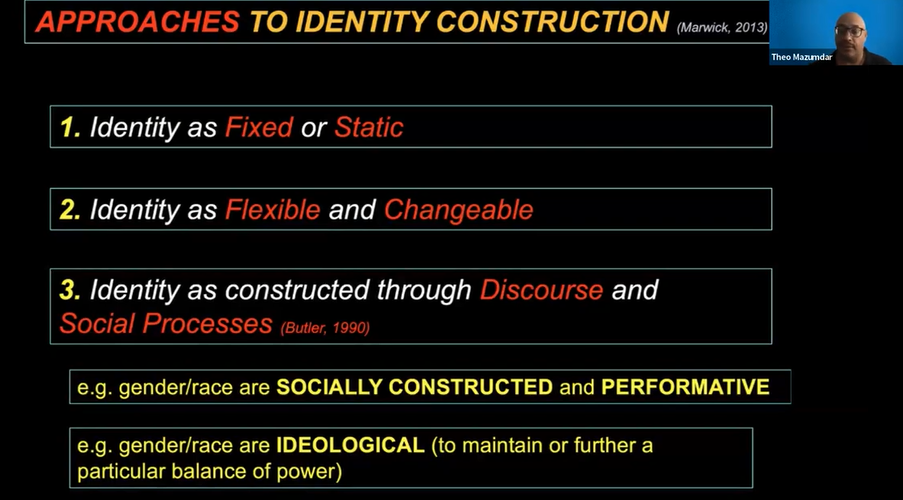 APPROACHES TO IDENTITY CONSTRUCTION (Marwick, 2013)
Theo Mazumdar
1. Identity as Fixed or Static
2. Identity as Flexible and Changeable
3. Identity as constructed through Discourse and
Social Processes (Butler, 1990)
e.g. gender/race are SOCIALLY CONSTRUCTED and PERFORMATIVE
e.g. gender/race are IDEOLOGICAL (to maintain or further a
particular balance of power)